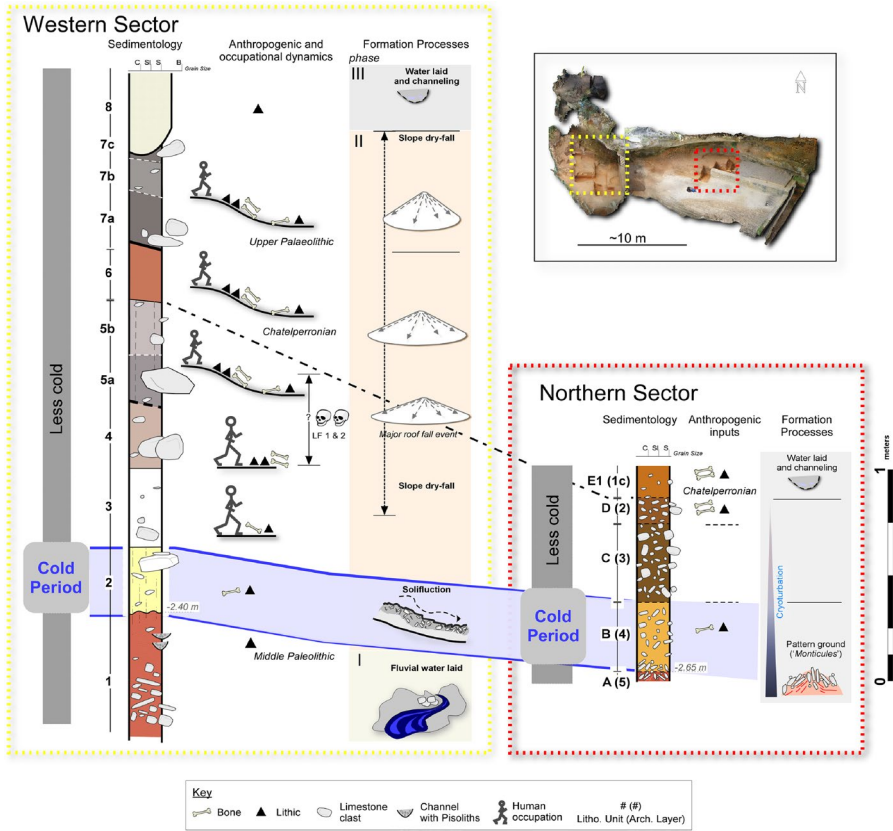 Western Sector
Sedimentology
Anthropogenic and
occupational dynamics
Formation Processes
phase
C Si S B
Grain Size
III
Water laid
and channeling
8
7c
II
Slope dry-fall
7b
7a
Upper Palaeolithic
6
Chatelperronian
5b
5a
Less cold
?
LF 1 & 2
Major roof fall event
4
Slope dry-fall
3
Cold
Period
2
-2.40 m
Solifluction
Middle Paleolithic
I
Fluvial water laid
1
N
~10 m
Northern Sector
Sedimentology
Anthropogenic
inputs
Formation
Processes
C Si S
Grain Size
Water laid
and channeling
E1 (1c)
Chatelperronian
D (2)
Less cold
C (3)
Cryoturbation
Cold
Period
B (4)
Pattern ground
('Monticules')
-2.65 m
A (5)
1
meters
0
Key
Bone
Lithic
Limestone
clast
Channel
with Pisoliths
Human
occupation
# (#)
Litho. Unit (Arch. Layer)